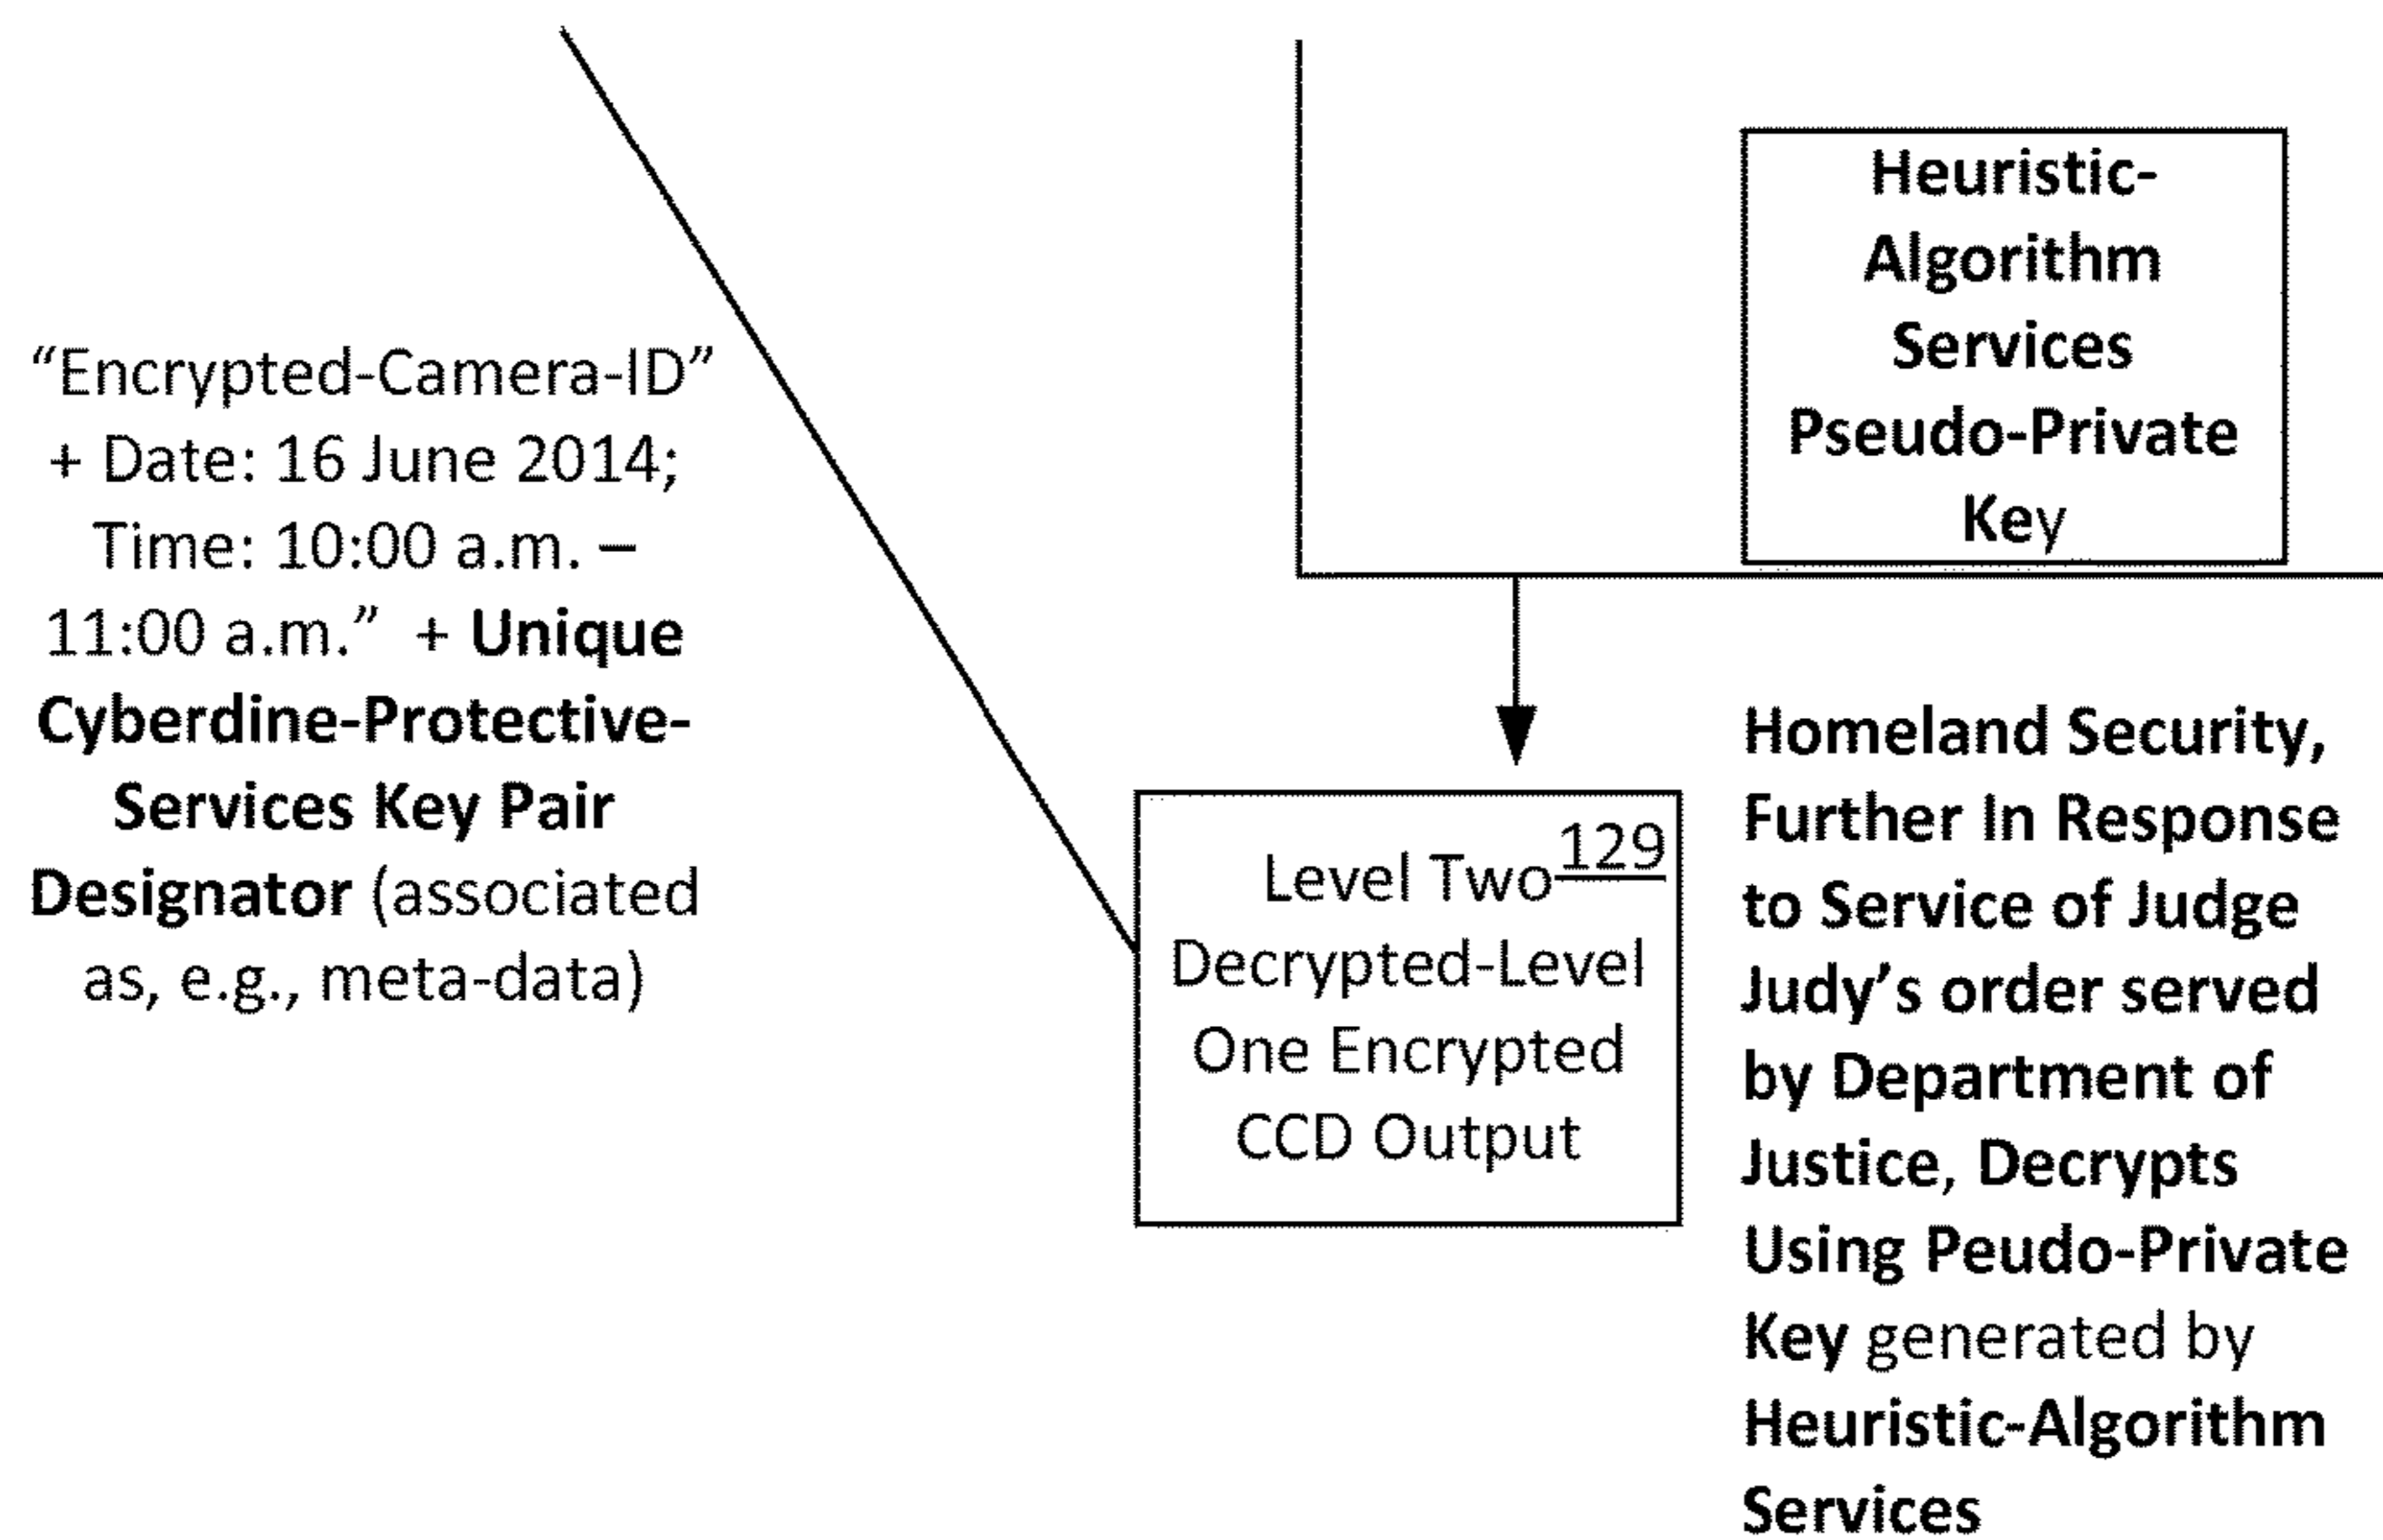 “Encrypted-Camera-ID”
+ Date: 16 June 2014;
Time: 10:00 a.m. –
11:00 a.m.” + Unique
Cyberdine-Protective-
Services Key Pair
Designator (associated
as, e.g., meta-data)
Heuristic-
Algorithm
Services
Pseudo-Private
Key
Level Two 129
Decrypted-Level
One Encrypted
CCD Output
Homeland Security,
Further In Response
to Service of Judge
Judy’s order served
by Department of
Justice, Decrypts
Using Peudo-Private
Key generated by
Heuristic-Algorithm
Services